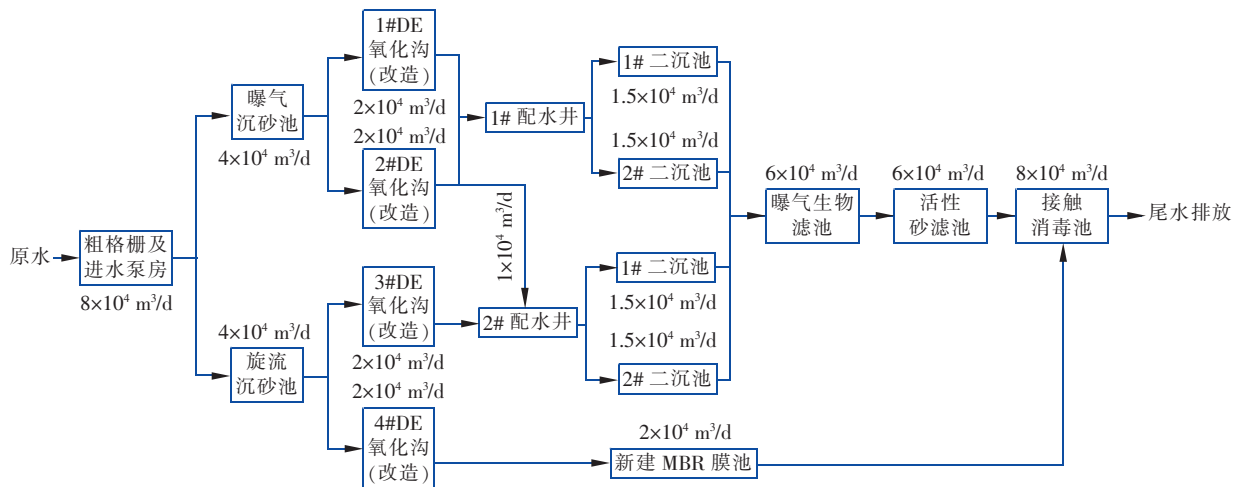 原水
粗格栅及
进水泵房
8×10⁴ m³/d
曝气
沉砂池
4×10⁴ m³/d
4×10⁴ m³/d
旋流
沉砂池
1#DE
氧化沟
(改造)
2×10⁴ m³/d
2×10⁴ m³/d
2#DE
氧化沟
(改造)
3#DE
氧化沟
(改造)
2×10⁴ m³/d
2×10⁴ m³/d
4#DE
氧化沟
(改造)
1#配水井
1×10⁴ m³/d
2#配水井
1#二沉池
1.5×10⁴ m³/d
1.5×10⁴ m³/d
2#二沉池
1#二沉池
1.5×10⁴ m³/d
1.5×10⁴ m³/d
2#二沉池
2×10⁴ m³/d
新建 MBR 膜池
6×10⁴ m³/d
曝气生物
滤池
6×10⁴ m³/d
活性
砂滤池
8×10⁴ m³/d
接触
消毒池
尾水排放